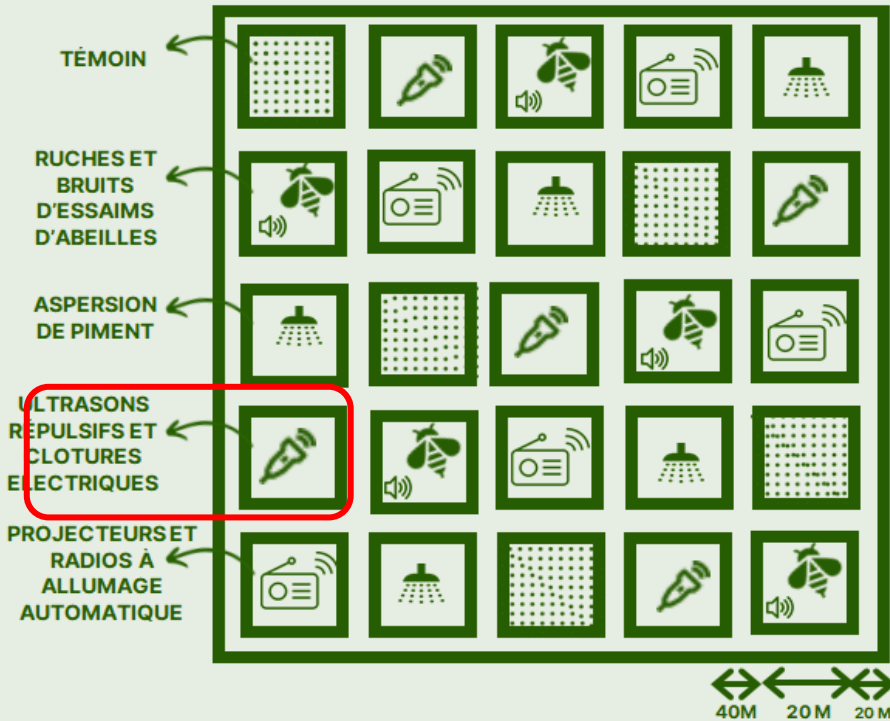 TÉMOIN
RUCHES ET
BRUITS
D'ESSAIMS
D'ABEILLES
ASPERSION
DE PIMENT
ULTRASONS
RÉPULSIFS ET
CLOTURES
ELECTRIQUES
PROJECTEURS ET
RADIOS À
ALLUMAGE
AUTOMATIQUE
40M 20 M 20 M